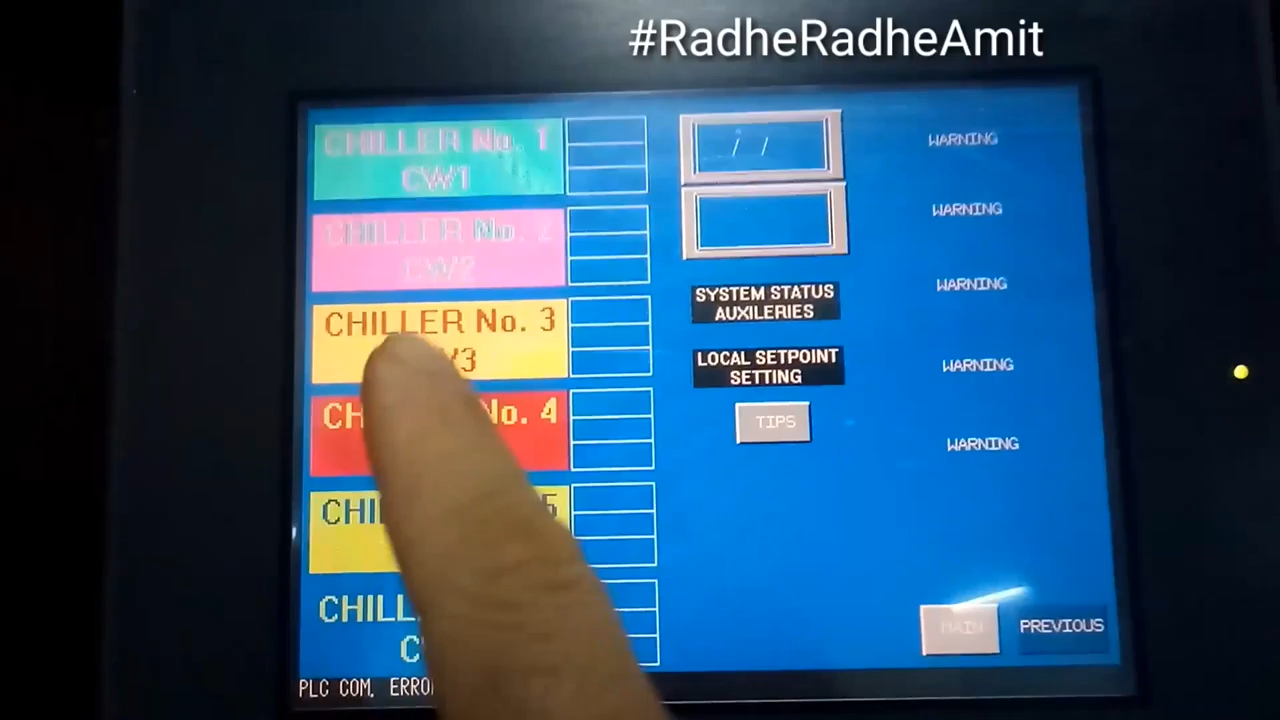 #RadheRadheAmit
CHILLER No. 1
CW1
CHILLER No. 2
CW2
CHILLER No. 3
No. 4
PLC COM.
WARNING
WARNING
WARNING
WARNING
WARNING
SYSTEM STATUS
AUXILERIES
LOCAL SETPOINT
SETTING
TIPS
MAIN
PREVIOUS